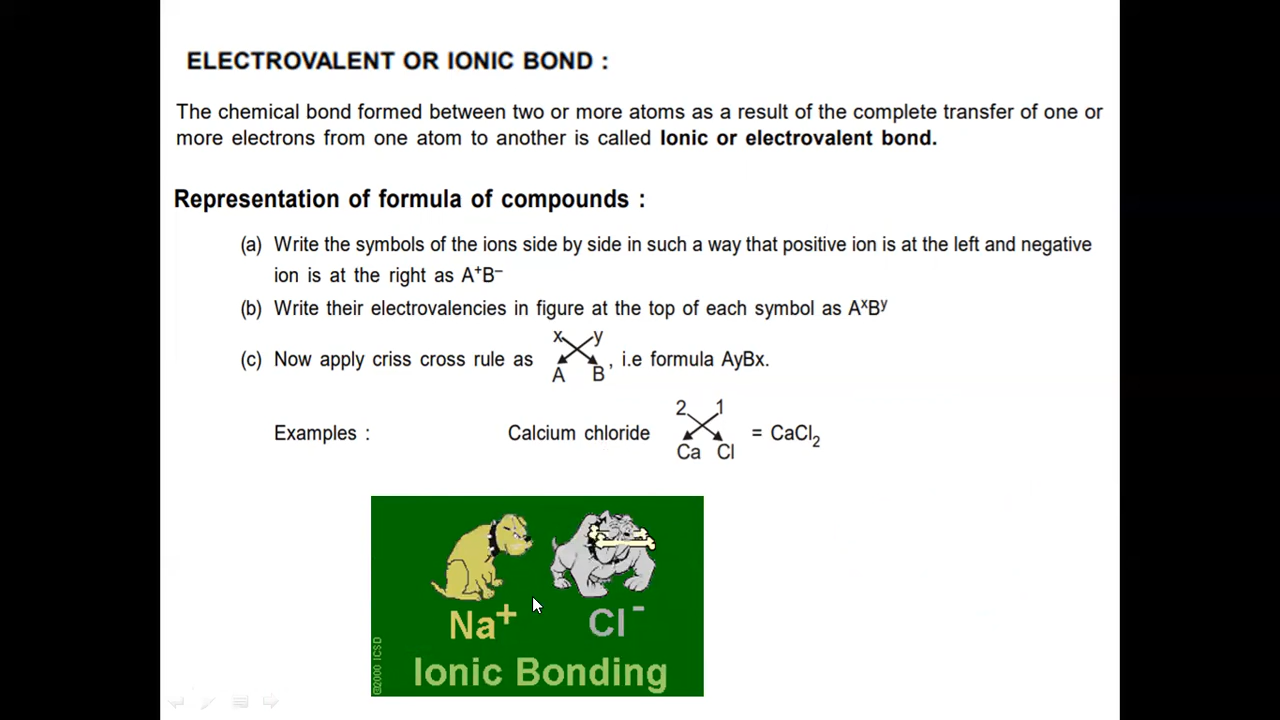 ELECTROVALENT OR IONIC BOND :
The chemical bond formed between two or more atoms as a result of the complete transfer of one or
more electrons from one atom to another is called Ionic or electrovalent bond.
Representation of formula of compounds :
(a) Write the symbols of the ions side by side in such a way that positive ion is at the left and negative
ion is at the right as A⁺B⁻
(b) Write their electrovalencies in figure at the top of each symbol as AˣBʸ
x y
(c) Now apply criss cross rule as , i.e formula AyBx.
A B
2 1
Examples : Calcium chloride = CaCl₂
Ca Cl
Na⁺ Cl⁻
Ionic Bonding
©2000 ICSD